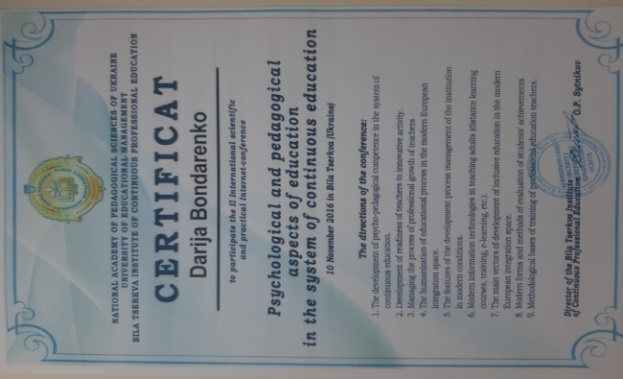 NATIONAL ACADEMY OF PEDAGOGICAL SCIENCES OF UKRAINE
UNIVERSITY OF EDUCATIONAL MANAGEMENT
BILA TSERKVA INSTITUTE OF CONTINUOUS PROFESSIONAL EDUCATION
CERTIFICAT
Darija Bondarenko
to participate the II International scientific
and practical Internet-conference
Psychological and pedagogical
aspects of education
in the system of continuous education
10 November 2016 in Bila Tserkva (Ukraine)
The directions of the conference:
1. The development of psycho-pedagogical competence in the system of
continuous education.
2. Development of readiness of teachers to innovative activity.
3. Managing the process of professional growth of teachers
4. The humanization of educational process in the modern European
integration space.
5. The features of the development process management of the institution
in modern conditions.
6. Modern information technologies in teaching adults (distance learning
courses, training, e-learning, etc.).
7. The main vectors of development of inclusive education in the modern
European integration space.
8. Modern forms and methods of evaluation of students' achievements
9. Methodological bases of training of education teachers.
Director of the Bila Tserkva Institute
of Continuous Professional Education O.P. Sytnikov